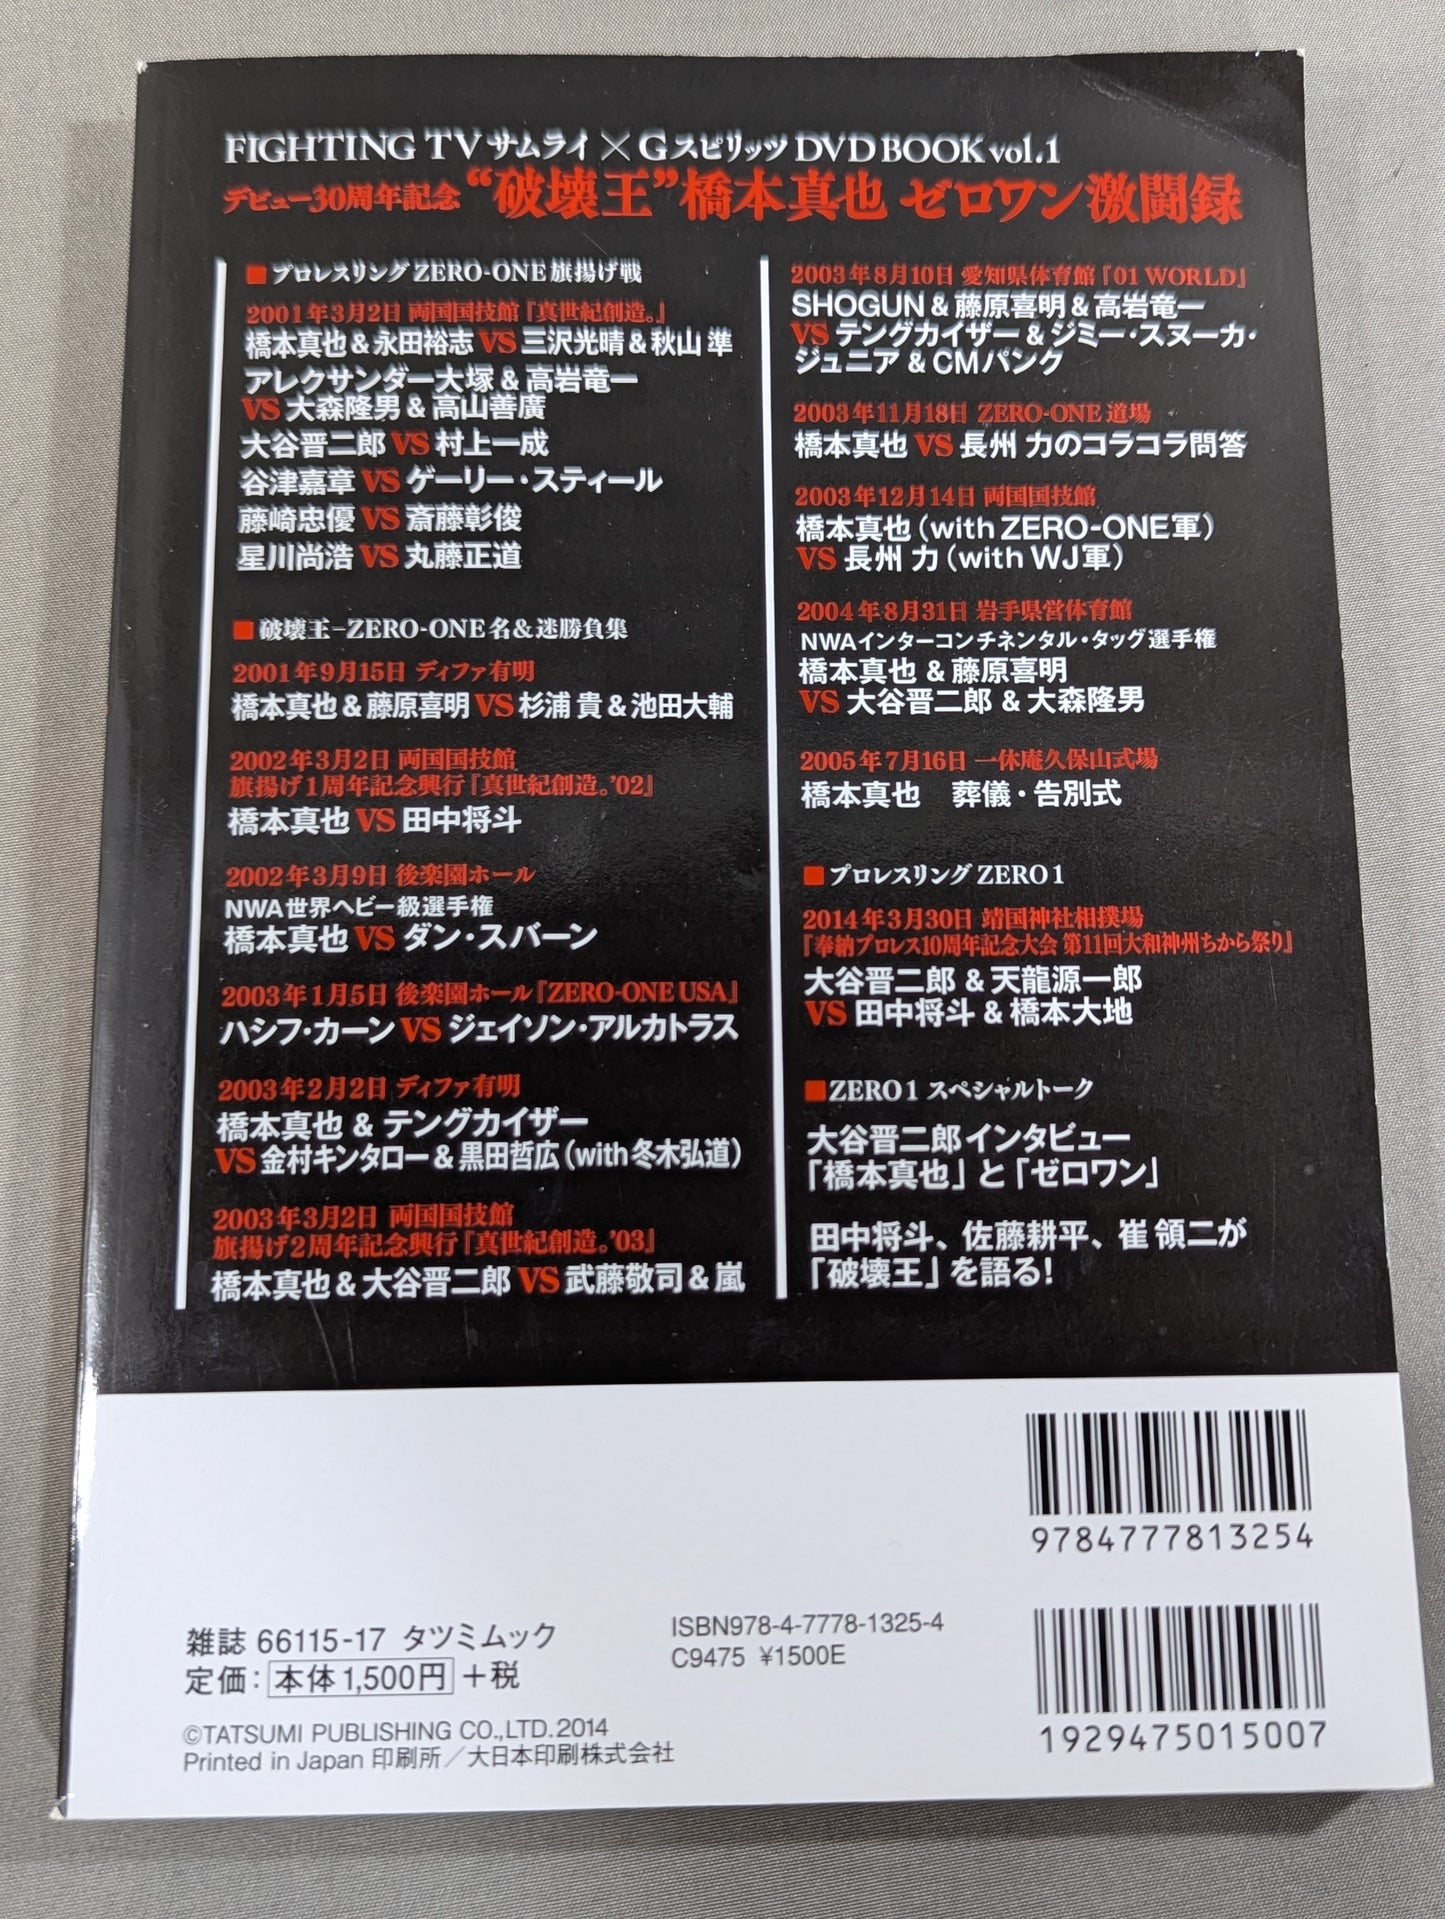 FIGHTING TV サムライ × G スピリッツ DVD BOOK vol.1
デビュー30周年記念 “破壊王”橋本真也 ゼロワン激闘録
■ プロレスリング ZERO-ONE 旗揚げ戦
2001年3月2日 両国国技館『真世紀創造。』
橋本真也 & 永田裕志 VS 三沢光晴 & 秋山 準
アレクサンダー大塚 & 高岩竜一
VS 大森隆男 & 高山善廣
大谷晋二郎 VS 村上一成
谷津嘉章 VS ゲーリー・スティール
藤崎忠優 VS 斎藤彰俊
星川尚浩 VS 丸藤正道
■ 破壊王−ZERO-ONE 名&迷勝負集
2001年9月15日 ディファ有明
橋本真也 & 藤原喜明 VS 杉浦 貴 & 池田大輔
2002年3月2日 両国国技館
旗揚げ1周年記念興行『真世紀創造。'02』
橋本真也 VS 田中将斗
2002年3月9日 後楽園ホール
NWA世界ヘビー級選手権
橋本真也 VS ダン・スバーン
2003年1月5日 後楽園ホール『ZERO-ONE USA』
ハシフ・カーン VS ジェイソン・アルカトラス
2003年2月2日 ディファ有明
橋本真也 & テングカイザー
VS 金村キンタロー & 黒田哲広(with 冬木弘道)
2003年3月2日 両国国技館
旗揚げ2周年記念興行『真世紀創造。'03』
橋本真也 & 大谷晋二郎 VS 武藤敬司 & 嵐
2003年8月10日 愛知県体育館『01 WORLD』
SHOGUN & 藤原喜明 & 高岩竜一
VS テングカイザー & ジミー・スヌーカ・
ジュニア & CMパンク
2003年11月18日 ZERO-ONE 道場
橋本真也 VS 長州 力のコラコラ問答
2003年12月14日 両国国技館
橋本真也(with ZERO-ONE軍)
VS 長州 力(with WJ軍)
2004年8月31日 岩手県営体育館
NWAインターコンチネンタル・タッグ選手権
橋本真也 & 藤原喜明
VS 大谷晋二郎 & 大森隆男
2005年7月16日 一休庵久保山式場
橋本真也　葬儀・告別式
■ プロレスリング ZERO1
2014年3月30日 靖国神社相撲場
『奉納プロレス10周年記念大会 第11回大和神州ちから祭り』
大谷晋二郎 & 天龍源一郎
VS 田中将斗 & 橋本大地
■ ZERO1 スペシャルトーク
大谷晋二郎インタビュー
「橋本真也」と「ゼロワン」
田中将斗、佐藤耕平、崔 領二が
「破壊王」を語る!
9784777813254
雑誌 66115-17 タツミムック
定価: 本体1,500円 +税
ISBN978-4-7778-1325-4
C9475 ¥1500E
1929475015007
©TATSUMI PUBLISHING CO.,LTD.2014
Printed in Japan 印刷所／大日本印刷株式会社